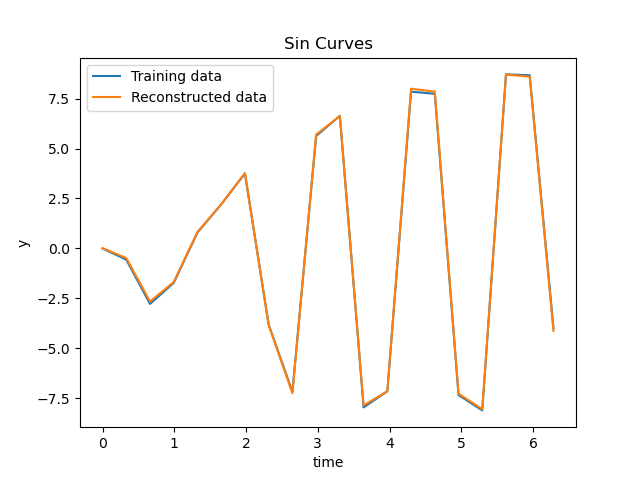 Sin Curves
Training data
Reconstructed data
7.5
5.0
2.5
0.0
−2.5
−5.0
−7.5
y
0 1 2 3 4 5 6
time